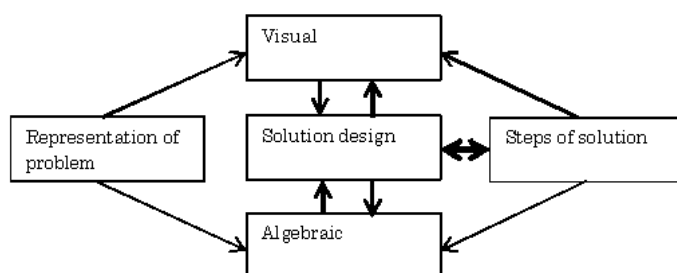 Visual
Representation of
problem
Solution design
Steps of solution
Algebraic